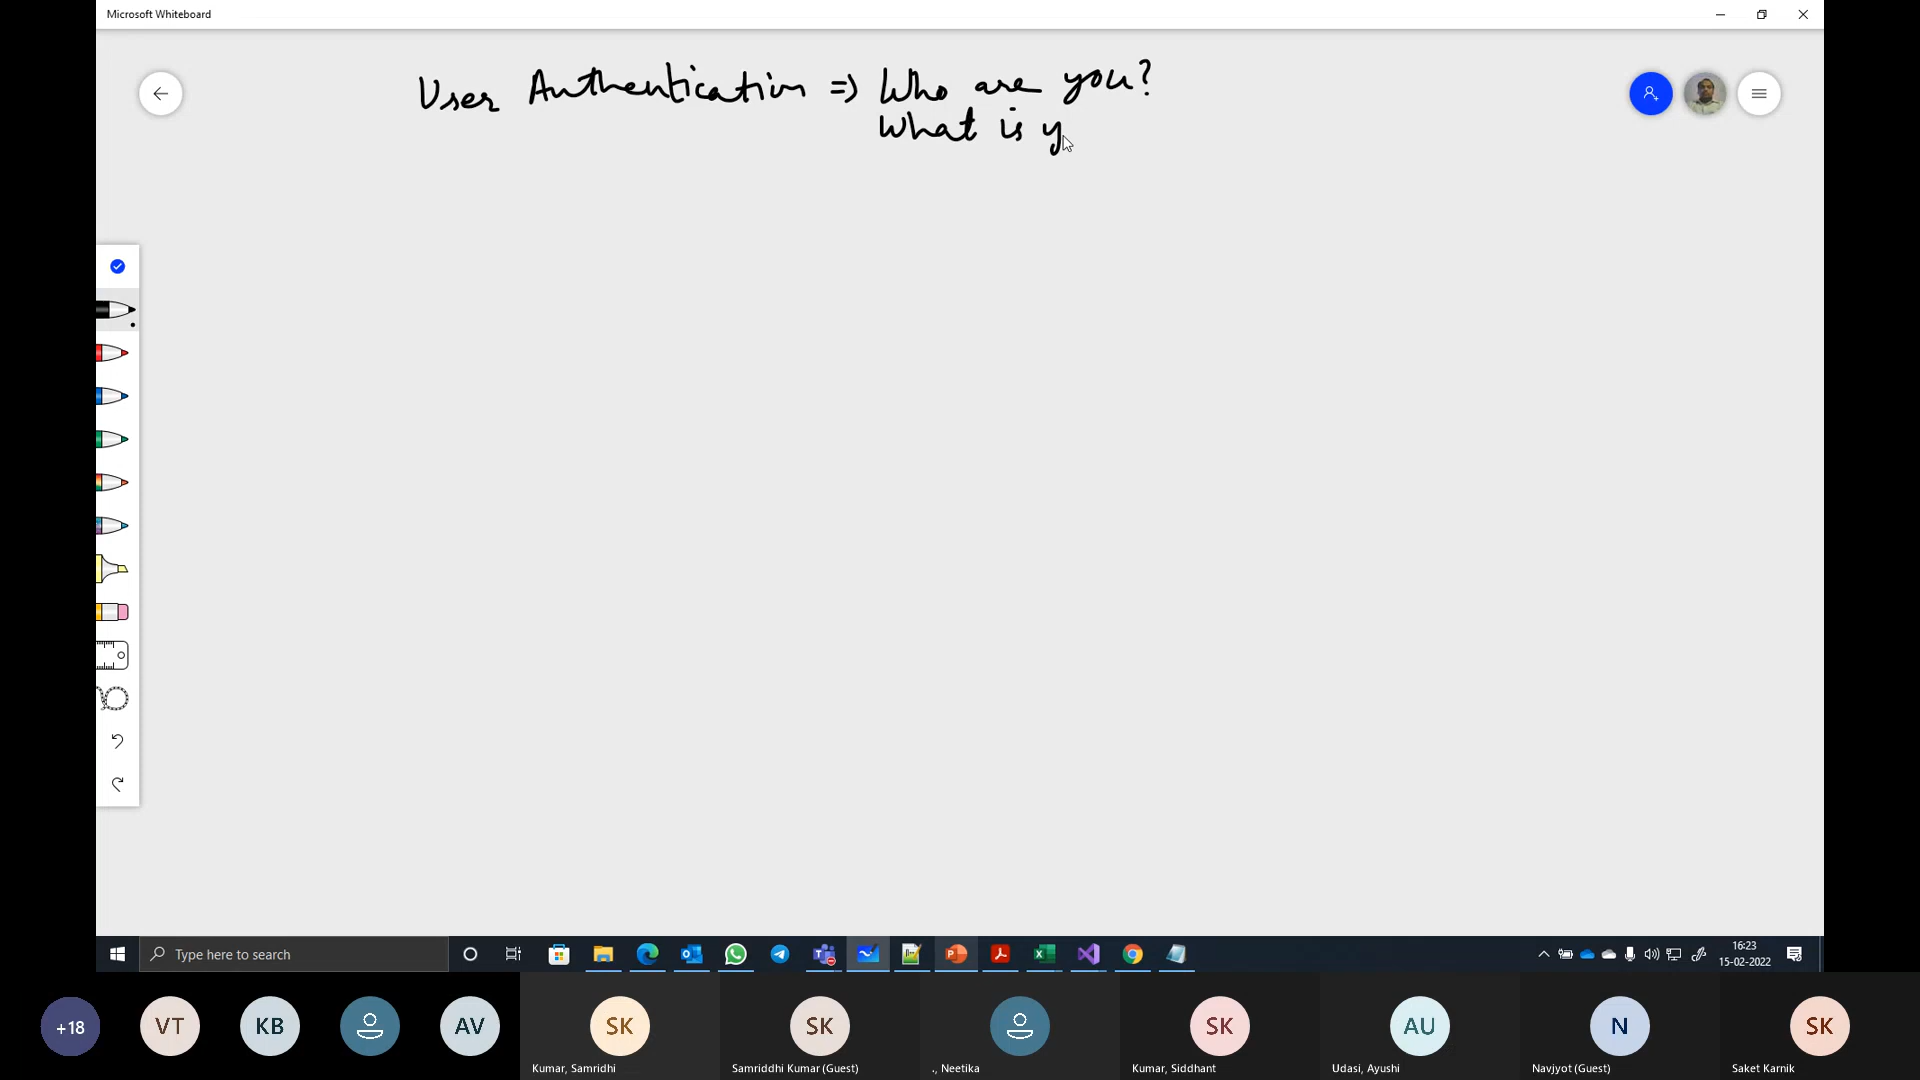 Microsoft Whiteboard
User Authentication => Who are you?
What is y
Type here to search
16:23
15-02-2022
+18
VT
KB
AV
SK
SK
SK
AU
N
SK
Kumar, Samridhi
Samriddhi Kumar (Guest)
., Neetika
Kumar, Siddhant
Udasi, Ayushi
Navjyot (Guest)
Saket Karnik